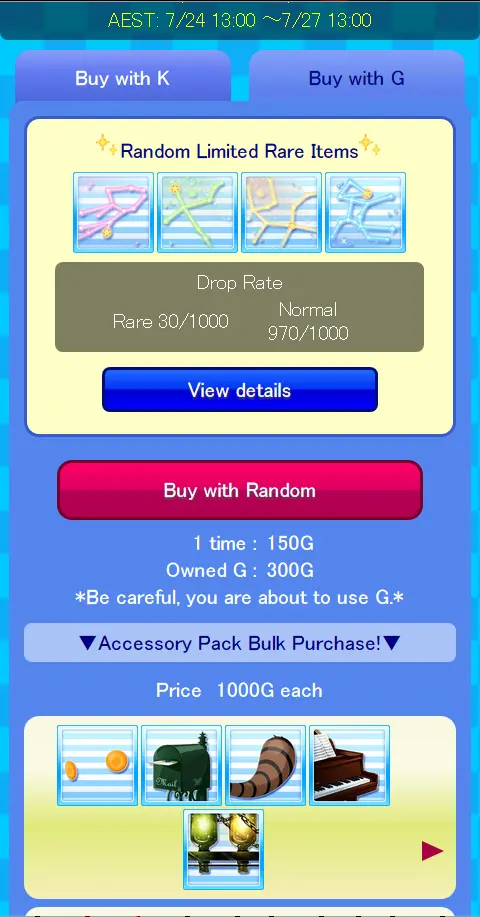 AEST: 7/24 13:00 ～7/27 13:00
Buy with K
Buy with G
Random Limited Rare Items
Drop Rate
Rare 30/1000
Normal
970/1000
View details
Buy with Random
1 time : 150G
Owned G : 300G
*Be careful, you are about to use G.*
▼Accessory Pack Bulk Purchase!▼
Price 1000G each
Mail